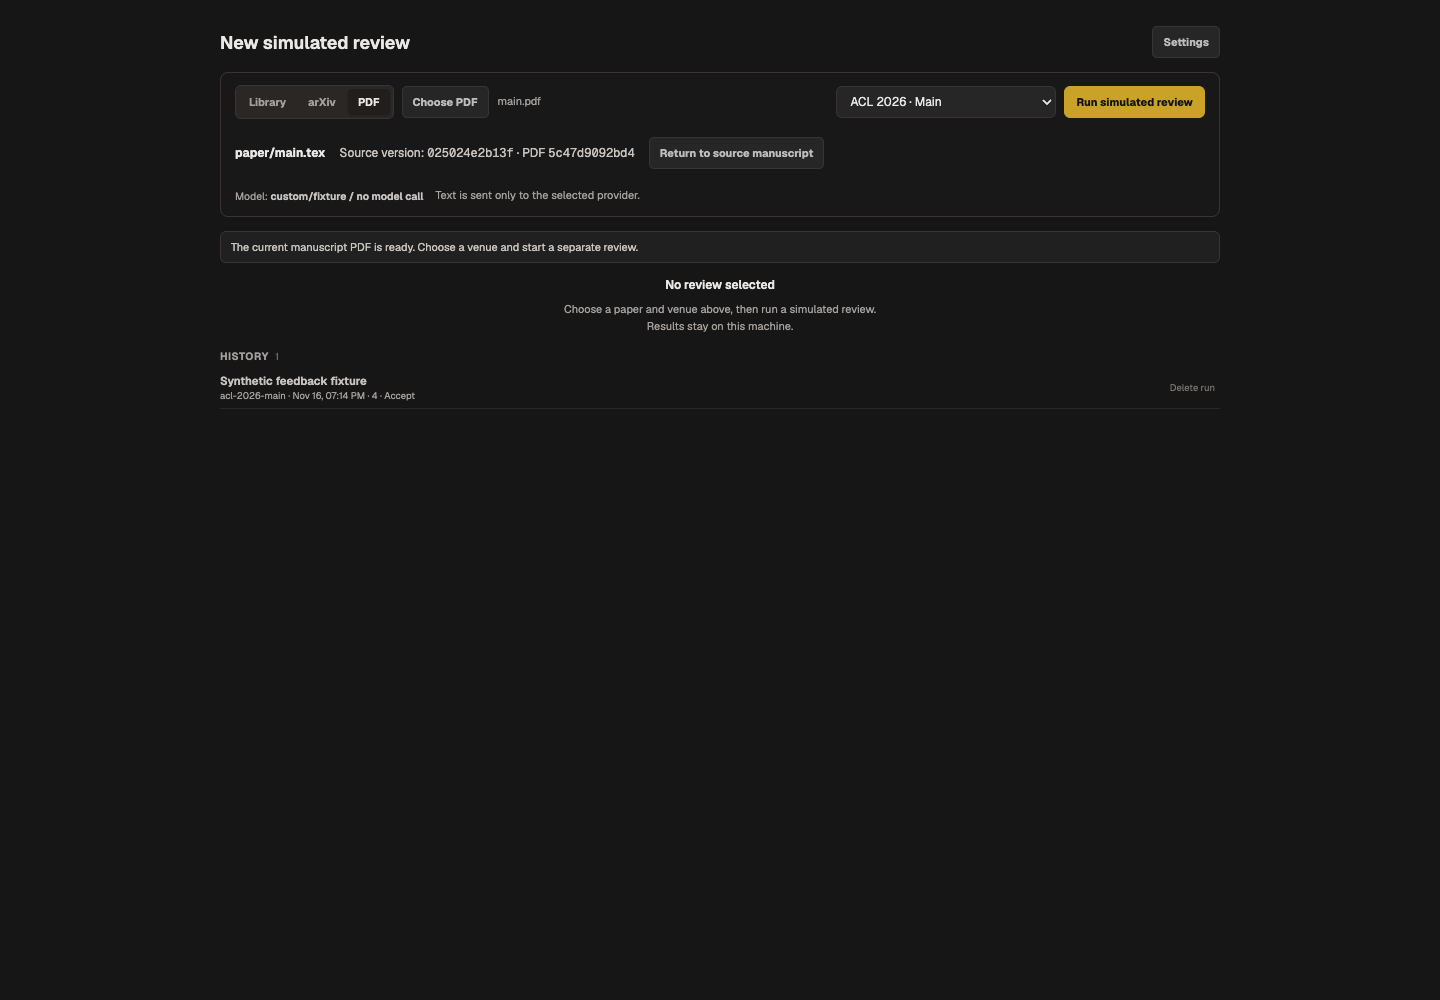 New simulated review
Settings
Library arXiv PDF Choose PDF main.pdf ACL 2026 · Main Run simulated review
paper/main.tex Source version: 025024e2b13f · PDF 5c47d9092bd4 Return to source manuscript
Model: custom/fixture / no model call Text is sent only to the selected provider.
The current manuscript PDF is ready. Choose a venue and start a separate review.
No review selected
Choose a paper and venue above, then run a simulated review.
Results stay on this machine.
HISTORY 1
Synthetic feedback fixture
acl-2026-main · Nov 16, 07:14 PM · 4 · Accept
Delete run